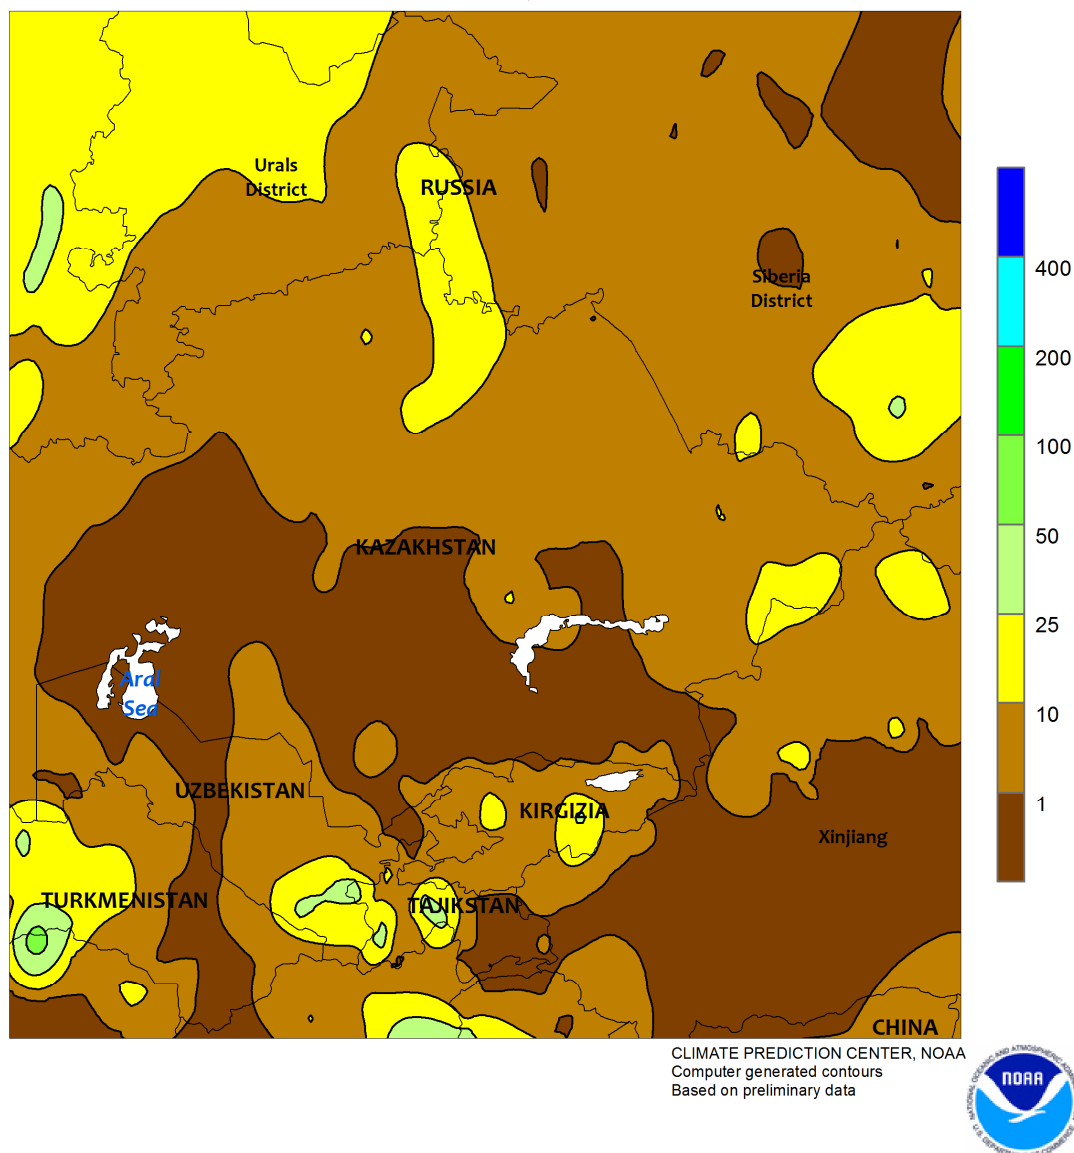 Urals
District
RUSSIA
Siberia
District
KAZAKHSTAN
Aral
Sea
UZBEKISTAN
KIRGIZIA
Xinjiang
TURKMENISTAN
TAJIKSTAN
CHINA
400
200
100
50
25
10
1
CLIMATE PREDICTION CENTER, NOAA
Computer generated contours
Based on preliminary data
NOAA